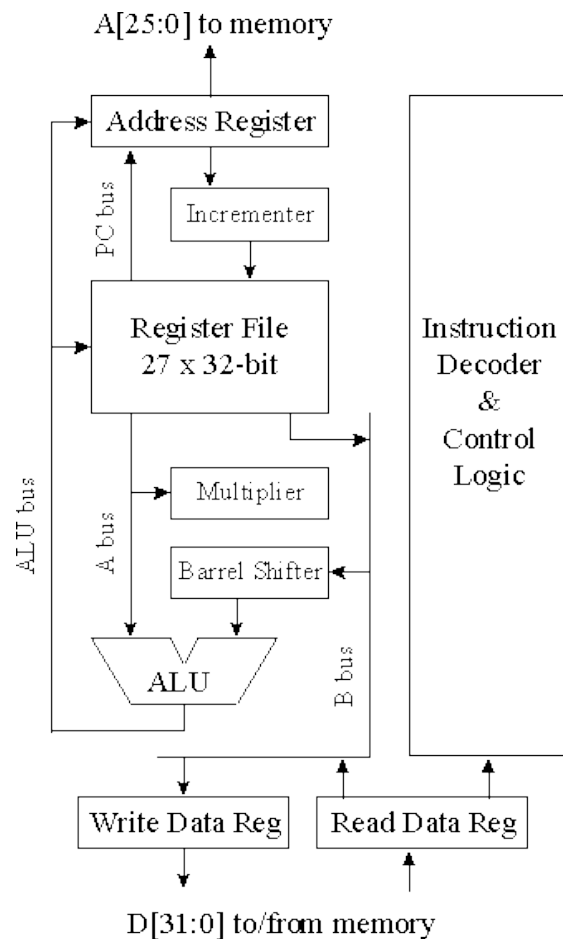 A[25:0] to memory
Address Register
PC bus
Incrementer
Register File
27 x 32-bit
Instruction
Decoder
&
Control
Logic
ALU bus
A bus
Multiplier
Barrel Shifter
ALU
B bus
Write Data Reg
Read Data Reg
D[31:0] to/from memory